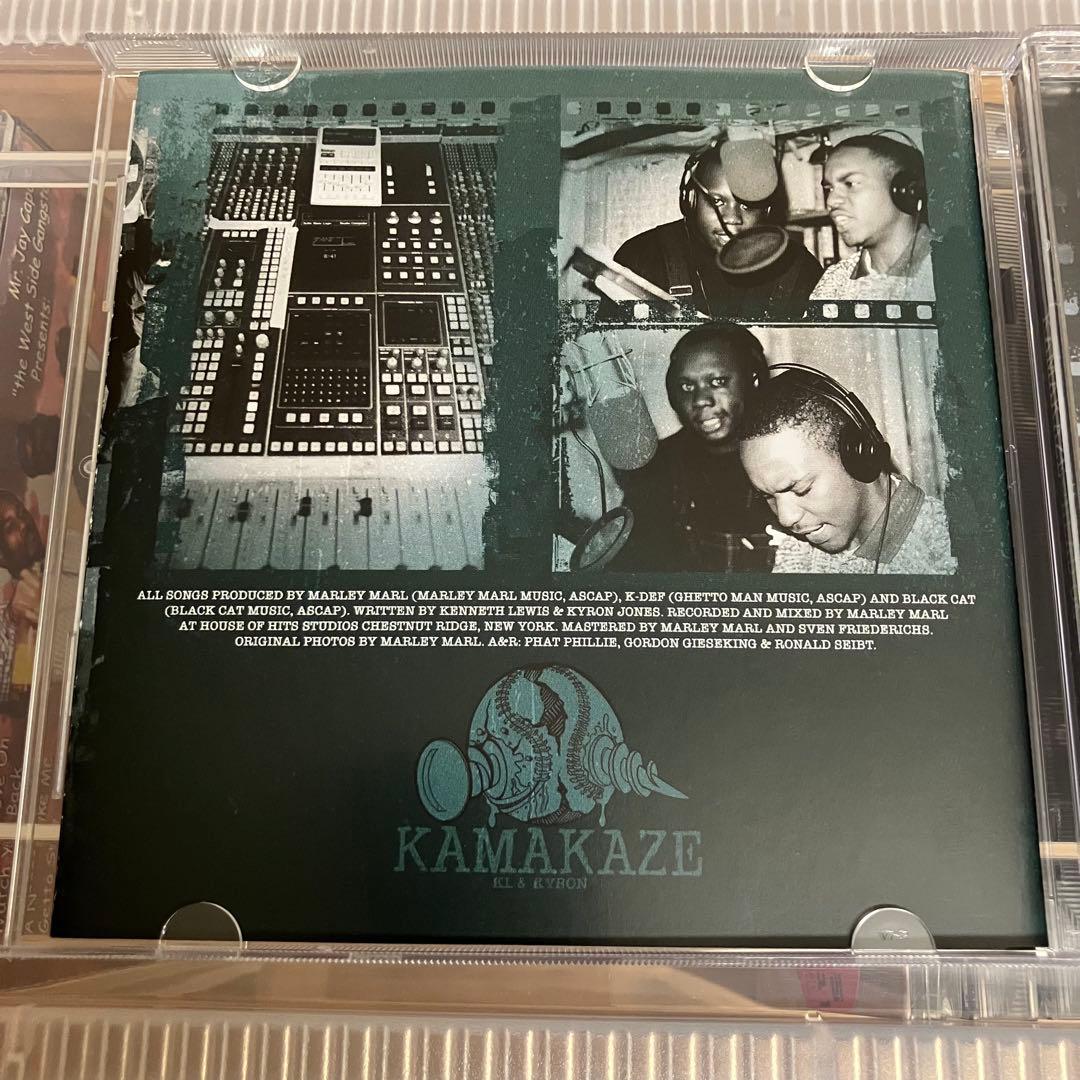 "the West Side Gangst
Presents:
ALL SONGS PRODUCED BY MARLEY MARL (MARLEY MARL MUSIC, ASCAP), K-DEF (GHETTO MAN MUSIC, ASCAP) AND BLACK CAT
(BLACK CAT MUSIC, ASCAP). WRITTEN BY KENNETH LEWIS & KYRON JONES. RECORDED AND MIXED BY MARLEY MARL
AT HOUSE OF HITS STUDIOS CHESTNUT RIDGE, NEW YORK. MASTERED BY MARLEY MARL AND SVEN FRIEDERICHS.
ORIGINAL PHOTOS BY MARLEY MARL. A&R: PHAT PHILLIE, GORDON GIESEKING & RONALD SEIBT.
KAMAKAZE
KL & KYRON
Mr. Jay Cap
Back